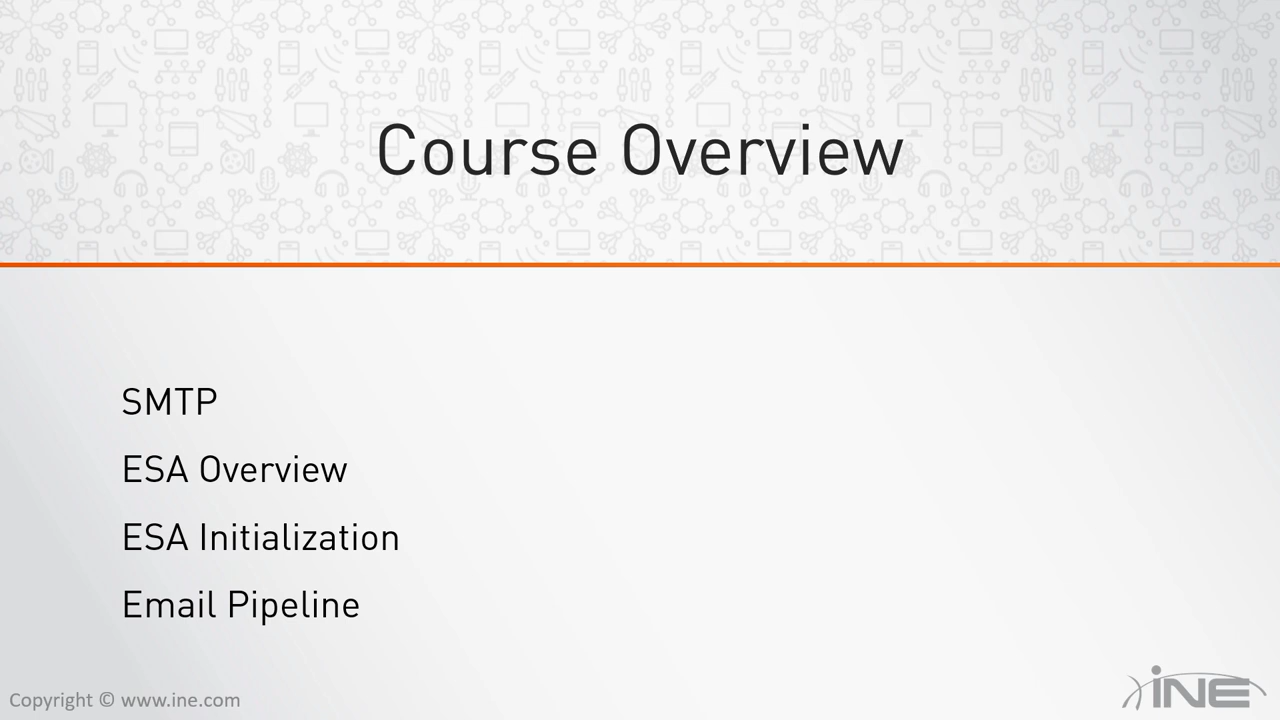 Course Overview
SMTP
ESA Overview
ESA Initialization
Email Pipeline
Copyright © www.ine.com
iNE